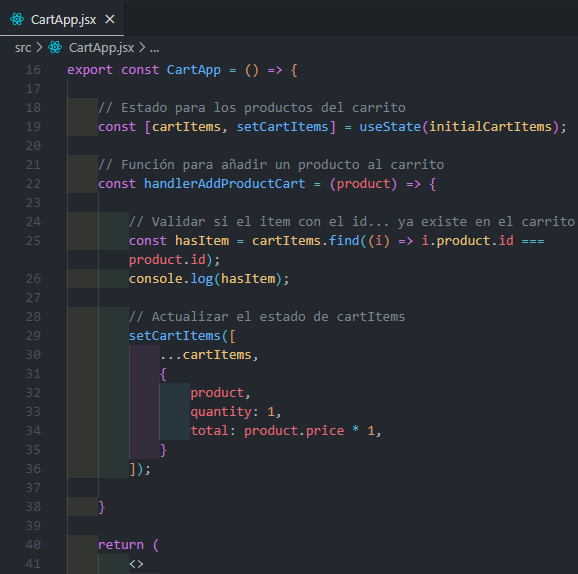 CartApp.jsx ×
src > CartApp.jsx > ...
16 export const CartApp = () => {
17
18 // Estado para los productos del carrito
19 const [cartItems, setCartItems] = useState(initialCartItems);
20
21 // Función para añadir un producto al carrito
22 const handlerAddProductCart = (product) => {
23
24 // Validar si el item con el id... ya existe en el carrito
25 const hasItem = cartItems.find((i) => i.product.id ===
product.id);
26 console.log(hasItem);
27
28 // Actualizar el estado de cartItems
29 setCartItems([
30 ...cartItems,
31 {
32 product,
33 quantity: 1,
34 total: product.price * 1,
35 }
36 ]);
37
38 }
39
40 return (
41 <>